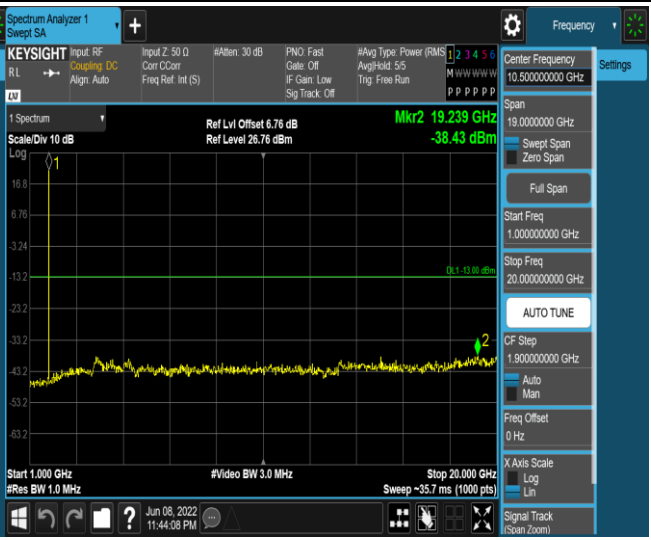 Spectrum Analyzer 1
Swept SA
Frequency
KEYSIGHT
RL
LXI
Input: RF
Coupling: DC
Align: Auto
Input Z: 50 Ω
Corr CCorr
Freq Ref: Int (S)
#Atten: 30 dB
PNO: Fast
Gate: Off
IF Gain: Low
Sig Track: Off
#Avg Type: Power (RMS
Avg|Hold: 5/5
Trig: Free Run
1 2 3 4 5 6
M W W W W W
P P P P P P
1 Spectrum
Scale/Div 10 dB
Ref Lvl Offset 6.76 dB
Ref Level 26.76 dBm
Mkr2 19.239 GHz
-38.43 dBm
Log
1
16.8
6.76
-3.24
-13.2
DL1 -13.00 dBm
-23.2
-33.2
2
-43.2
-53.2
-63.2
Start 1.000 GHz
#Res BW 1.0 MHz
#Video BW 3.0 MHz
Stop 20.000 GHz
Sweep ~35.7 ms (1000 pts)
Jun 08, 2022
11:44:08 PM
Center Frequency
10.500000000 GHz
Settings
Span
19.0000000 GHz
Swept Span
Zero Span
Full Span
Start Freq
1.000000000 GHz
Stop Freq
20.000000000 GHz
AUTO TUNE
CF Step
1.900000000 GHz
Auto
Man
Freq Offset
0 Hz
X Axis Scale
Log
Lin
Signal Track
(Span Zoom)